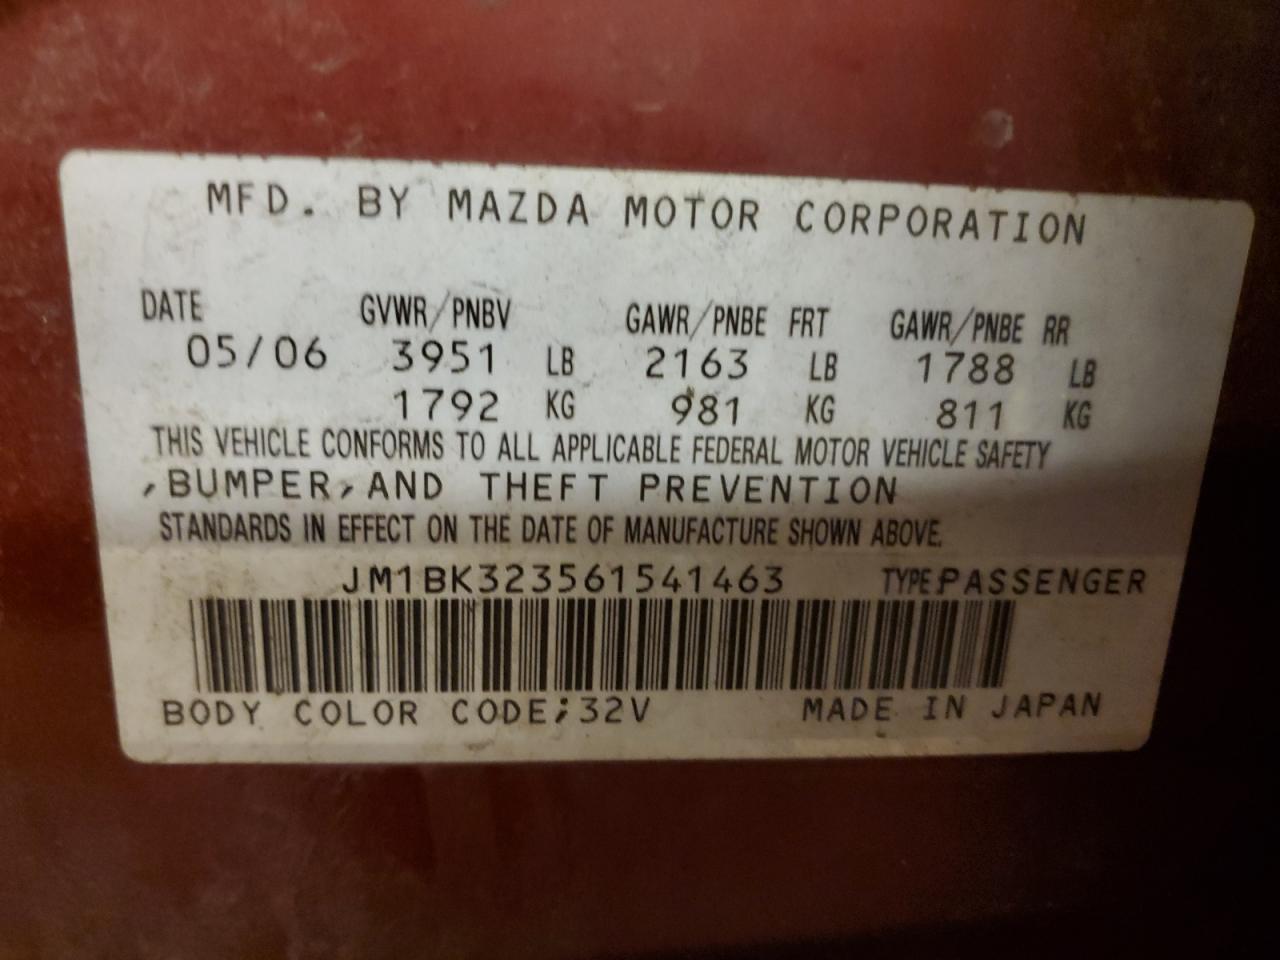 MFD. BY MAZDA MOTOR CORPORATION
DATE GVWR/PNBV GAWR/PNBE FRT GAWR/PNBE RR
05/06 3951 LB 2163 LB 1788 LB
1792 KG 981 KG 811 KG
THIS VEHICLE CONFORMS TO ALL APPLICABLE FEDERAL MOTOR VEHICLE SAFETY
,BUMPER,AND THEFT PREVENTION
STANDARDS IN EFFECT ON THE DATE OF MANUFACTURE SHOWN ABOVE.
JM1BK323561541463 TYPE:PASSENGER
BODY COLOR CODE;32V MADE IN JAPAN